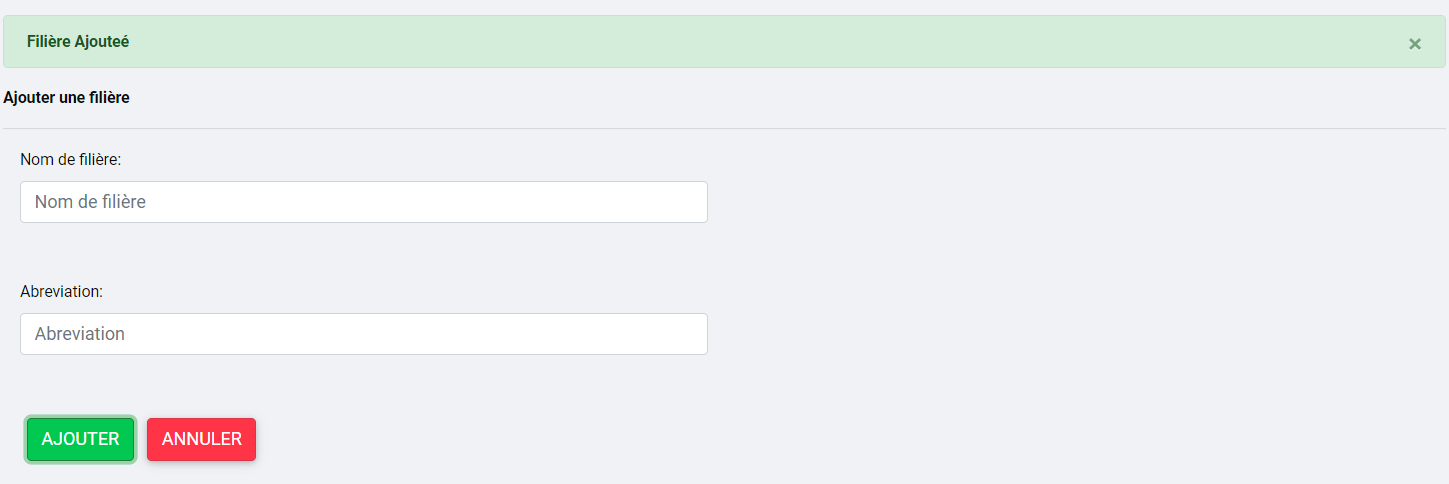 Filière Ajouteé
×
Ajouter une filière
Nom de filière:
Nom de filière
Abreviation:
Abreviation
AJOUTER ANNULER